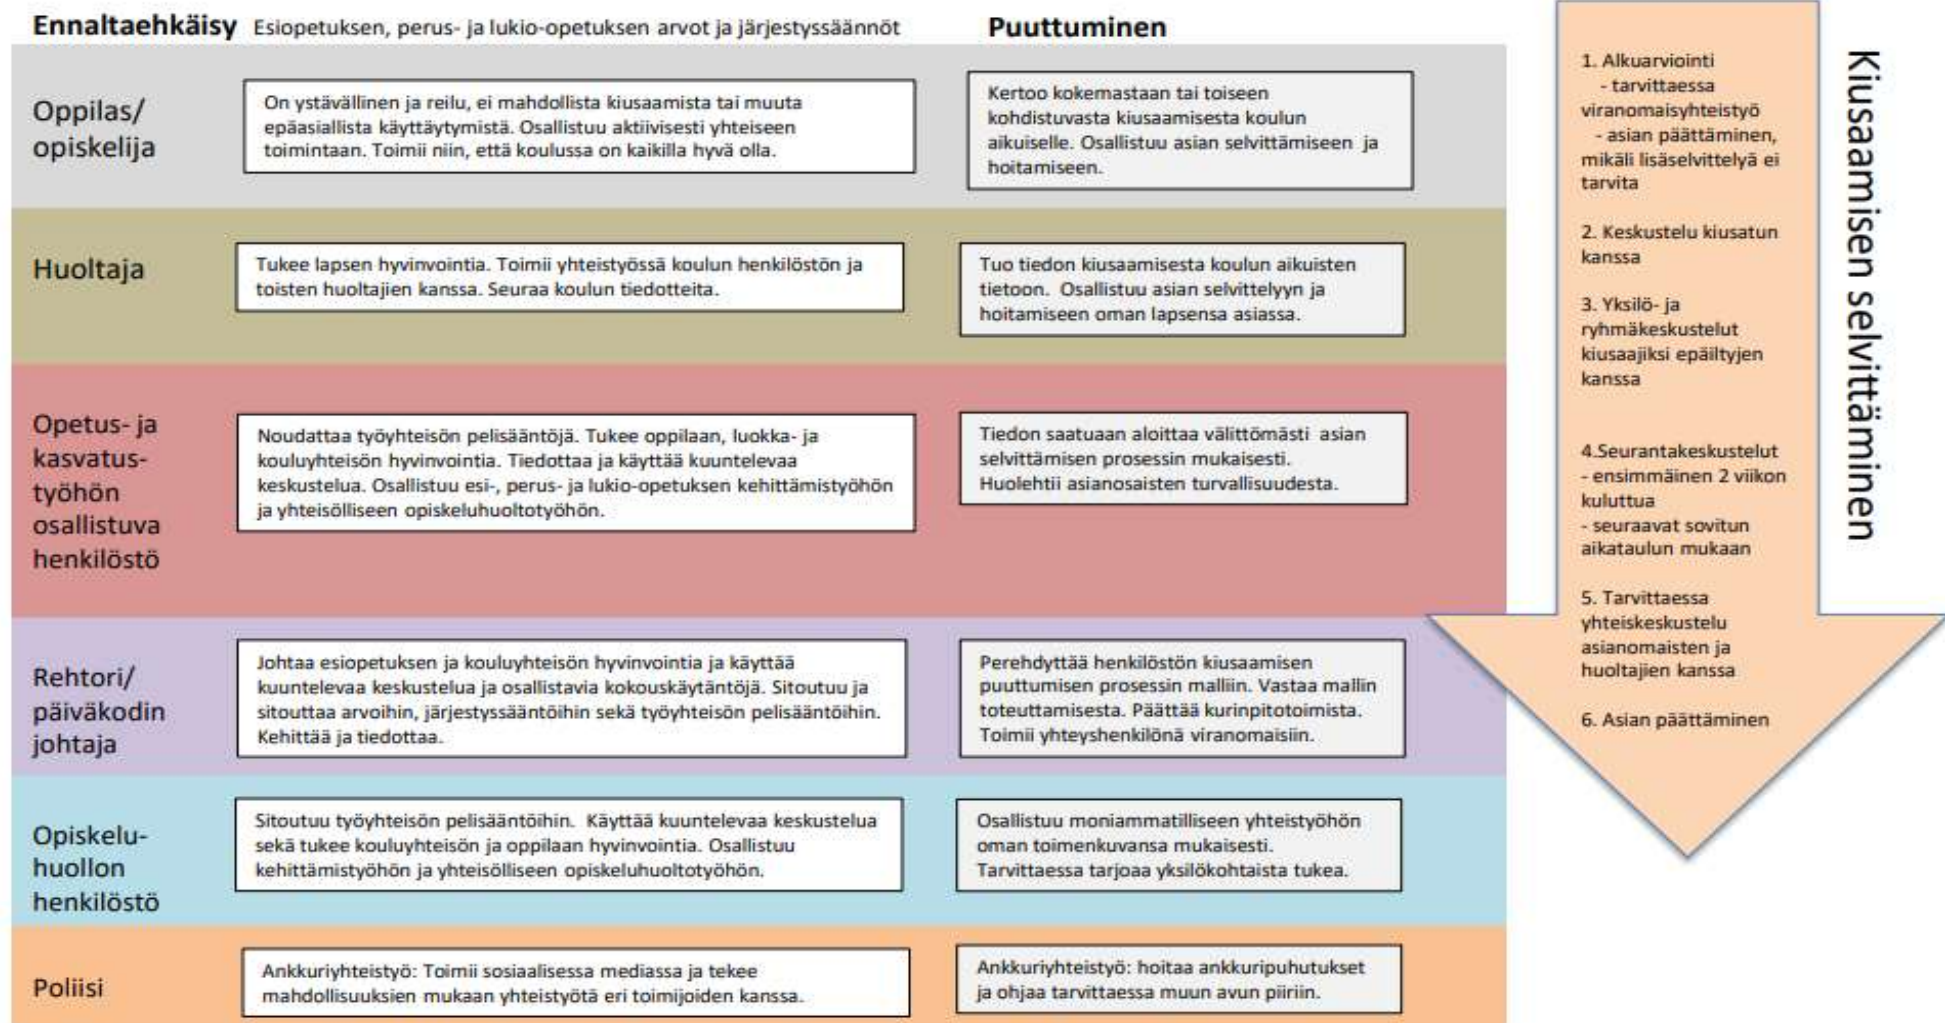 Ennaltaehkäisy Esiopetuksen, perus- ja lukio-opetuksen arvot ja järjestyssäännöt
Puuttuminen
Oppilas/
opiskelija
On ystävällinen ja reilu, ei mahdollista kiusaamista tai muuta
epäasiallista käyttäytymistä. Osallistuu aktiivisesti yhteiseen
toimintaan. Toimii niin, että koulussa on kaikilla hyvä olla.
Kertoo kokemastaan tai toiseen
kohdistuvasta kiusaamisesta koulun
aikuiselle. Osallistuu asian selvittämiseen ja
hoitamiseen.
Huoltaja
Tukee lapsen hyvinvointia. Toimii yhteistyössä koulun henkilöstön ja
toisten huoltajien kanssa. Seuraa koulun tiedotteita.
Tuo tiedon kiusaamisesta koulun aikuisten
tietoon. Osallistuu asian selvittelyyn ja
hoitamiseen oman lapsensa asiassa.
Opetus- ja
kasvatus-
työhön
osallistuva
henkilöstö
Noudattaa työyhteisön pelisääntöjä. Tukee oppilaan, luokka- ja
kouluyhteisön hyvinvointia. Tiedottaa ja käyttää kuuntelevaa
keskustelua. Osallistuu esi-, perus- ja lukio-opetuksen kehittämistyöhön
ja yhteisölliseen opiskeluhuoltotyöhön.
Tiedon saatuaan aloittaa välittömästi asian
selvittämisen prosessin mukaisesti.
Huolehtii asianosaisten turvallisuudesta.
Rehtori/
päiväkodin
johtaja
Johtaa esiopetuksen ja kouluyhteisön hyvinvointia ja käyttää
kuuntelevaa keskustelua ja osallistavia kokouskäytäntöjä. Sitoutuu ja
sitouttaa arvoihin, järjestyssääntöihin sekä työyhteisön pelisääntöihin.
Kehittää ja tiedottaa.
Perehdyttää henkilöstön kiusaamisen
puuttumisen prosessin malliin. Vastaa mallin
toteuttamisesta. Päättää kurinpitotoimista.
Toimii yhteyshenkilönä viranomaisiin.
Opiskelu-
huollon
henkilöstö
Sitoutuu työyhteisön pelisääntöihin. Käyttää kuuntelevaa keskustelua
sekä tukee kouluyhteisön ja oppilaan hyvinvointia. Osallistuu
kehittämistyöhön ja yhteisölliseen opiskeluhuoltotyöhön.
Osallistuu moniammatilliseen yhteistyöhön
oman toimenkuvansa mukaisesti.
Tarvittaessa tarjoaa yksilökohtaista tukea.
Poliisi
Ankkuriyhteistyö: Toimii sosiaalisessa mediassa ja tekee
mahdollisuuksien mukaan yhteistyötä eri toimijoiden kanssa.
Ankkuriyhteistyö: hoitaa ankkuripuhutukset
ja ohjaa tarvittaessa muun avun piiriin.
1. Alkuarviointi
- tarvittaessa
viranomaisyhteistyö
- asian päättäminen,
mikäli lisäselvittelyä ei
tarvita
2. Keskustelu kiusatun
kanssa
3. Yksilö- ja
ryhmäkeskustelut
kiusaajiksi epäiltyjen
kanssa
4.Seurantakeskustelut
- ensimmäinen 2 viikon
kuluttua
- seuraavat sovitun
aikataulun mukaan
5. Tarvittaessa
yhteiskeskustelu
asianomaisten ja
huoltajien kanssa
6. Asian päättäminen
Kiusaamisen selvittäminen